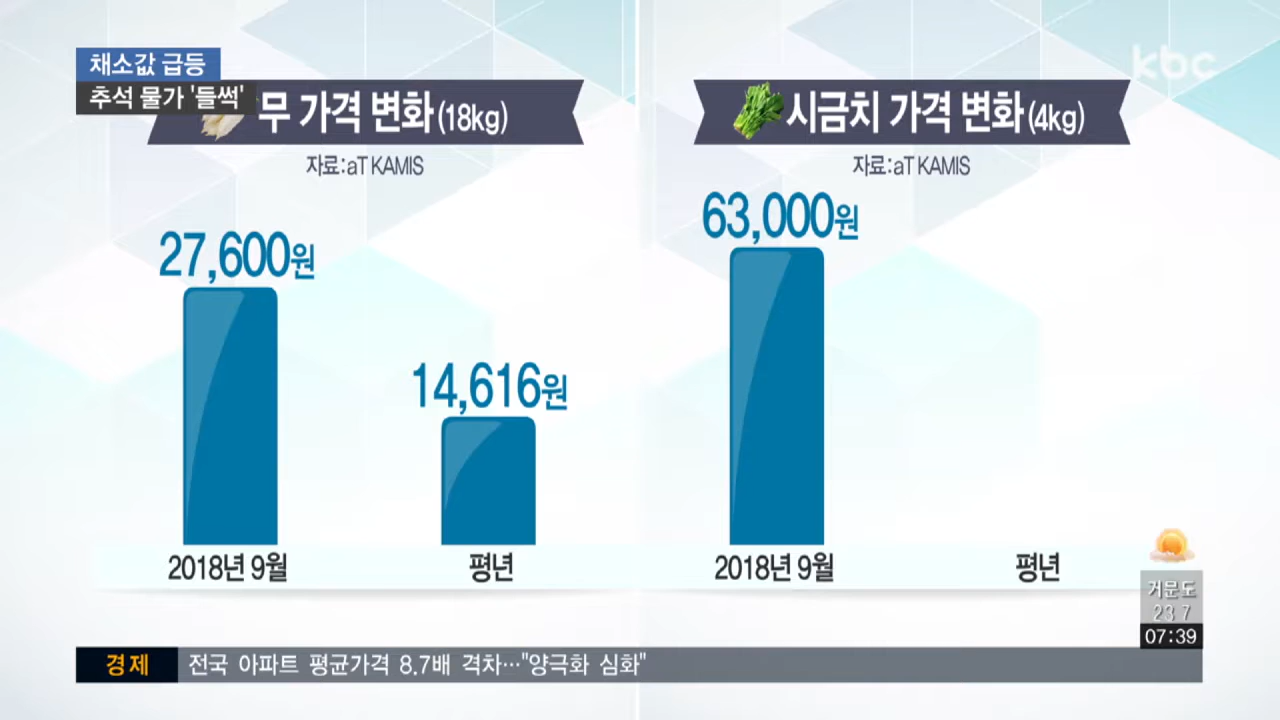 채소값 급등
추석 물가 '들썩'
kbc
무 가격 변화(18kg)
자료:aT KAMIS
27,600원
14,616원
2018년 9월
평년
시금치 가격 변화(4kg)
자료:aT KAMIS
63,000원
2018년 9월
평년
거문도
23 7
07:39
경제
전국 아파트 평균가격 8.7배 격차…"양극화 심화"